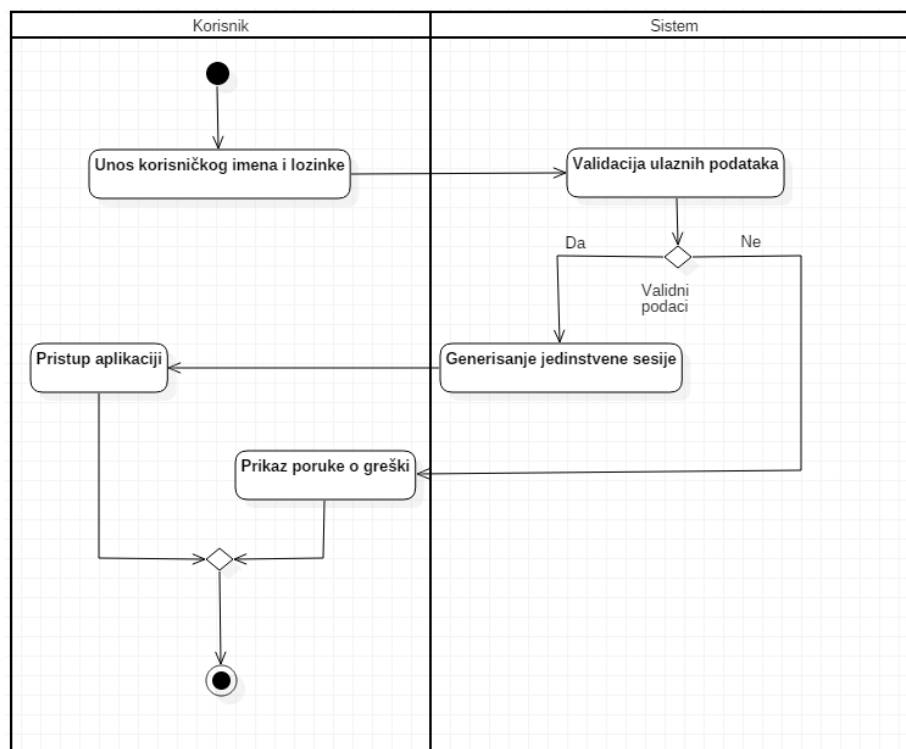 Korisnik
Sistem
Unos korisničkog imena i lozinke
Validacija ulaznih podataka
Da
Ne
Validni
podaci
Pristup aplikaciji
Generisanje jedinstvene sesije
Prikaz poruke o greški